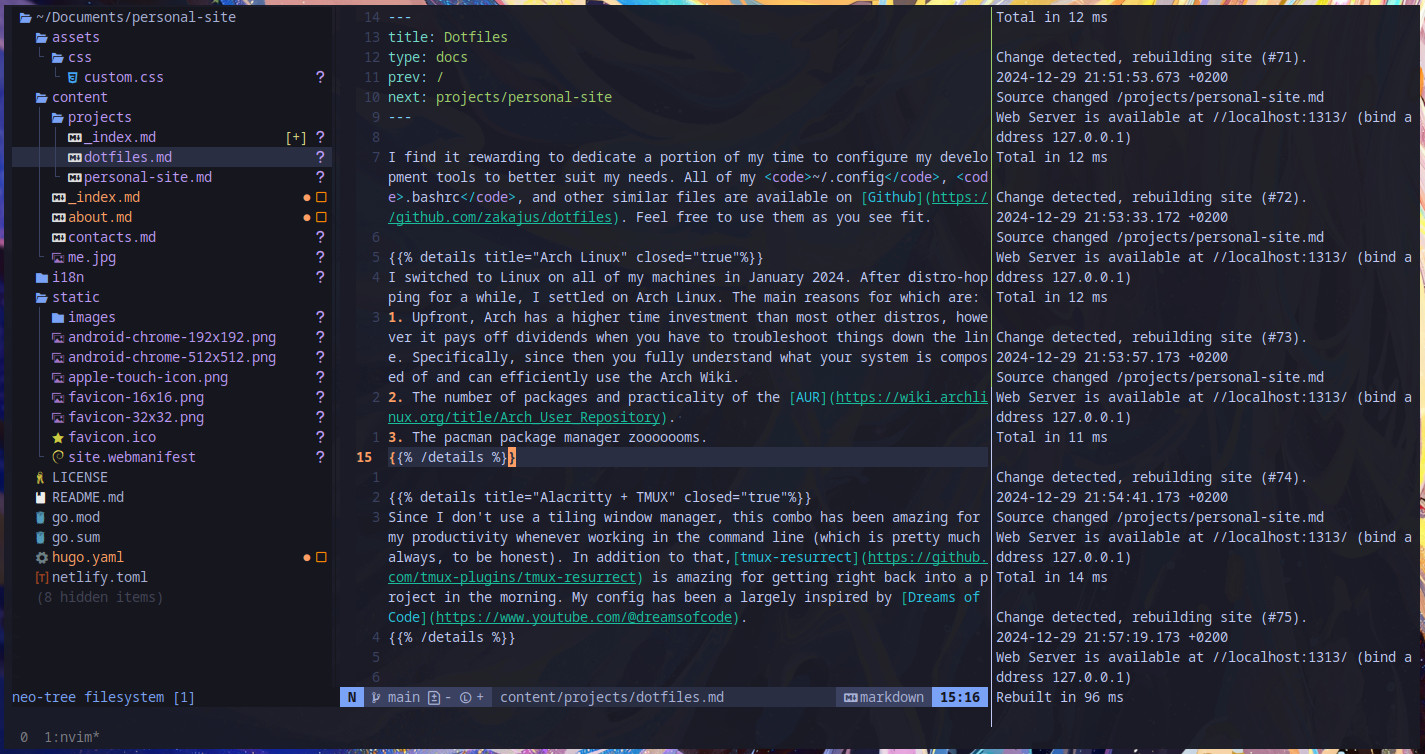 ~/Documents/personal-site
assets
css
custom.css ?
content
projects
_index.md [+] ?
dotfiles.md ?
personal-site.md ?
_index.md
about.md
contacts.md ?
me.jpg ?
i18n ?
static
images ?
android-chrome-192x192.png ?
android-chrome-512x512.png ?
apple-touch-icon.png ?
favicon-16x16.png ?
favicon-32x32.png ?
favicon.ico ?
site.webmanifest ?
LICENSE
README.md
go.mod
go.sum
hugo.yaml
netlify.toml
(8 hidden items)
neo-tree filesystem [1]
14 ---
13 title: Dotfiles
12 type: docs
11 prev: /
10 next: projects/personal-site
9 ---
8
7 I find it rewarding to dedicate a portion of my time to configure my develo
pment tools to better suit my needs. All of my <code>~/.config</code>, <cod
e>.bashrc</code>, and other similar files are available on [Github](https:/
/github.com/zakajus/dotfiles). Feel free to use them as you see fit.
6
5 {{% details title="Arch Linux" closed="true"%}}
4 I switched to Linux on all of my machines in January 2024. After distro-hop
ping for a while, I settled on Arch Linux. The main reasons for which are:
3 1. Upfront, Arch has a higher time investment than most other distros, howe
ver it pays off dividends when you have to troubleshoot things down the lin
e. Specifically, since then you fully understand what your system is compos
ed of and can efficiently use the Arch Wiki.
2 2. The number of packages and practicality of the [AUR](https://wiki.archli
nux.org/title/Arch_User_Repository).
1 3. The pacman package manager zooooooms.
15 {{% /details %}}
1
2 {{% details title="Alacritty + TMUX" closed="true"%}}
3 Since I don't use a tiling window manager, this combo has been amazing for
my productivity whenever working in the command line (which is pretty much
always, to be honest). In addition to that,[tmux-resurrect](https://github.
com/tmux-plugins/tmux-resurrect) is amazing for getting right back into a p
roject in the morning. My config has been a largely inspired by [Dreams of
Code](https://www.youtube.com/@dreamsofcode).
4 {{% /details %}}
5
6
N main - L + content/projects/dotfiles.md markdown 15:16
Total in 12 ms
Change detected, rebuilding site (#71).
2024-12-29 21:51:53.673 +0200
Source changed /projects/personal-site.md
Web Server is available at //localhost:1313/ (bind a
ddress 127.0.0.1)
Total in 12 ms
Change detected, rebuilding site (#72).
2024-12-29 21:53:33.172 +0200
Source changed /projects/personal-site.md
Web Server is available at //localhost:1313/ (bind a
ddress 127.0.0.1)
Total in 12 ms
Change detected, rebuilding site (#73).
2024-12-29 21:53:57.173 +0200
Source changed /projects/personal-site.md
Web Server is available at //localhost:1313/ (bind a
ddress 127.0.0.1)
Total in 11 ms
Change detected, rebuilding site (#74).
2024-12-29 21:54:41.173 +0200
Source changed /projects/personal-site.md
Web Server is available at //localhost:1313/ (bind a
ddress 127.0.0.1)
Total in 14 ms
Change detected, rebuilding site (#75).
2024-12-29 21:57:19.173 +0200
Web Server is available at //localhost:1313/ (bind a
ddress 127.0.0.1)
Rebuilt in 96 ms
0 1:nvim*